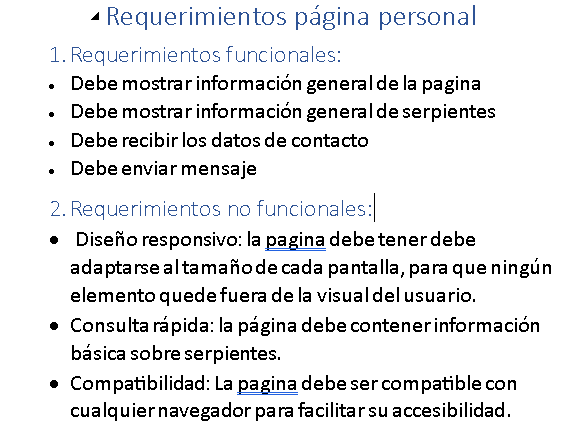 Requerimientos página personal
1. Requerimientos funcionales:
• Debe mostrar información general de la pagina
• Debe mostrar información general de serpientes
• Debe recibir los datos de contacto
• Debe enviar mensaje
2. Requerimientos no funcionales:
• Diseño responsivo: la pagina debe tener debe
adaptarse al tamaño de cada pantalla, para que ningún
elemento quede fuera de la visual del usuario.
• Consulta rápida: la página debe contener información
básica sobre serpientes.
• Compatibilidad: La pagina debe ser compatible con
cualquier navegador para facilitar su accesibilidad.